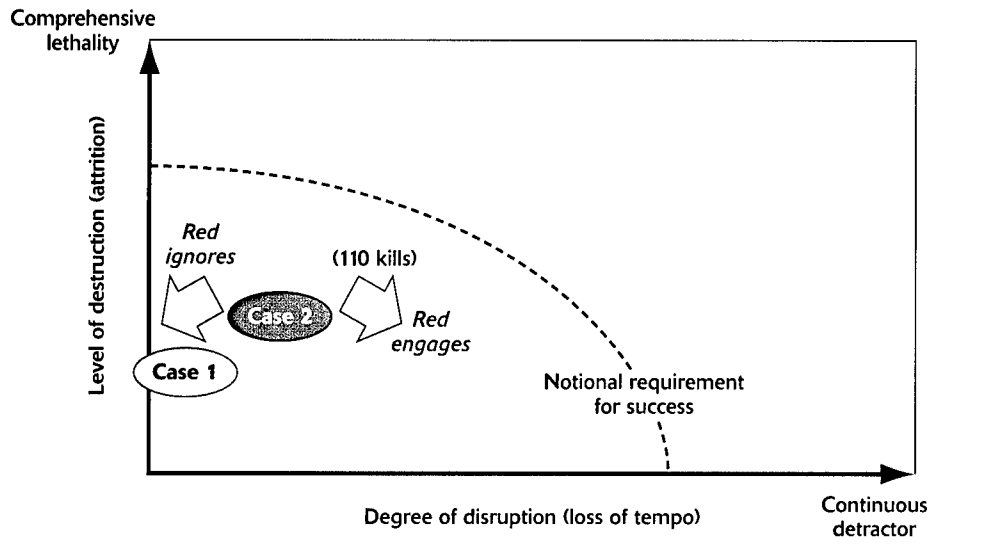 Comprehensive
lethality
Level of destruction (attrition)
Red
ignores
(110 kills)
Case 2
Red
engages
Case 1
Notional requirement
for success
Degree of disruption (loss of tempo)
Continuous
detractor